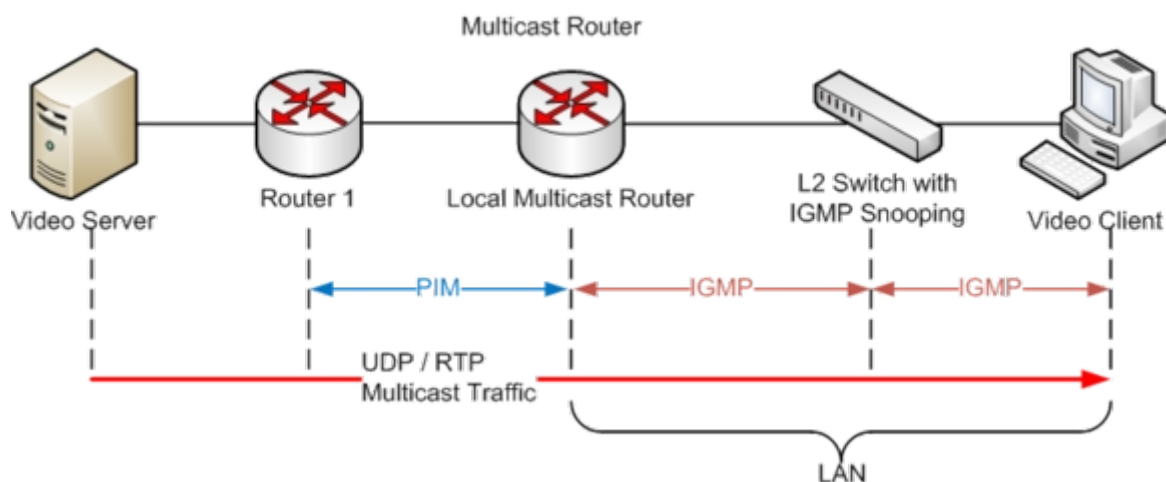 Multicast Router
Video Server
Router 1
Local Multicast Router
L2 Switch with
IGMP Snooping
Video Client
PIM
IGMP
IGMP
UDP / RTP
Multicast Traffic
LAN